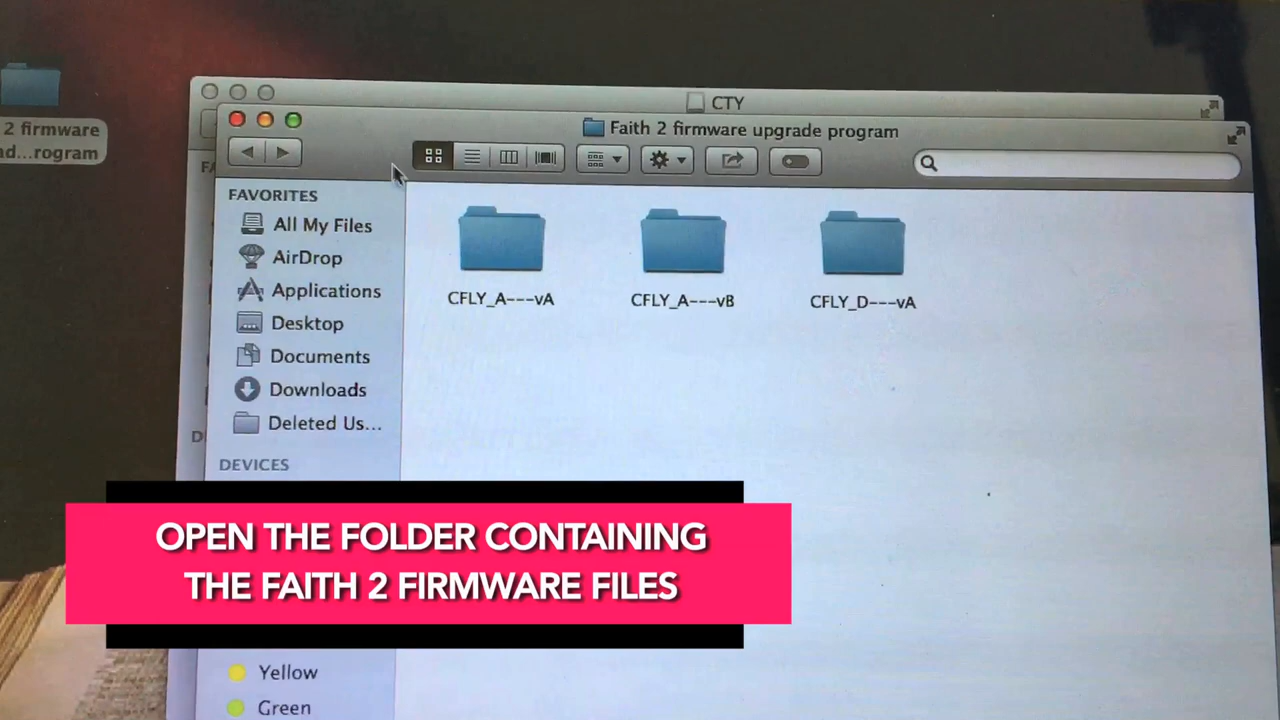 CTY
Faith 2 firmware upgrade program
2 firmware
nd...rogram
FAVORITES
All My Files
AirDrop
Applications
Desktop
Documents
Downloads
Deleted Us...
DEVICES
CFLY_A---vA
CFLY_A---vB
CFLY_D---vA
OPEN THE FOLDER CONTAINING
THE FAITH 2 FIRMWARE FILES
Yellow
Green